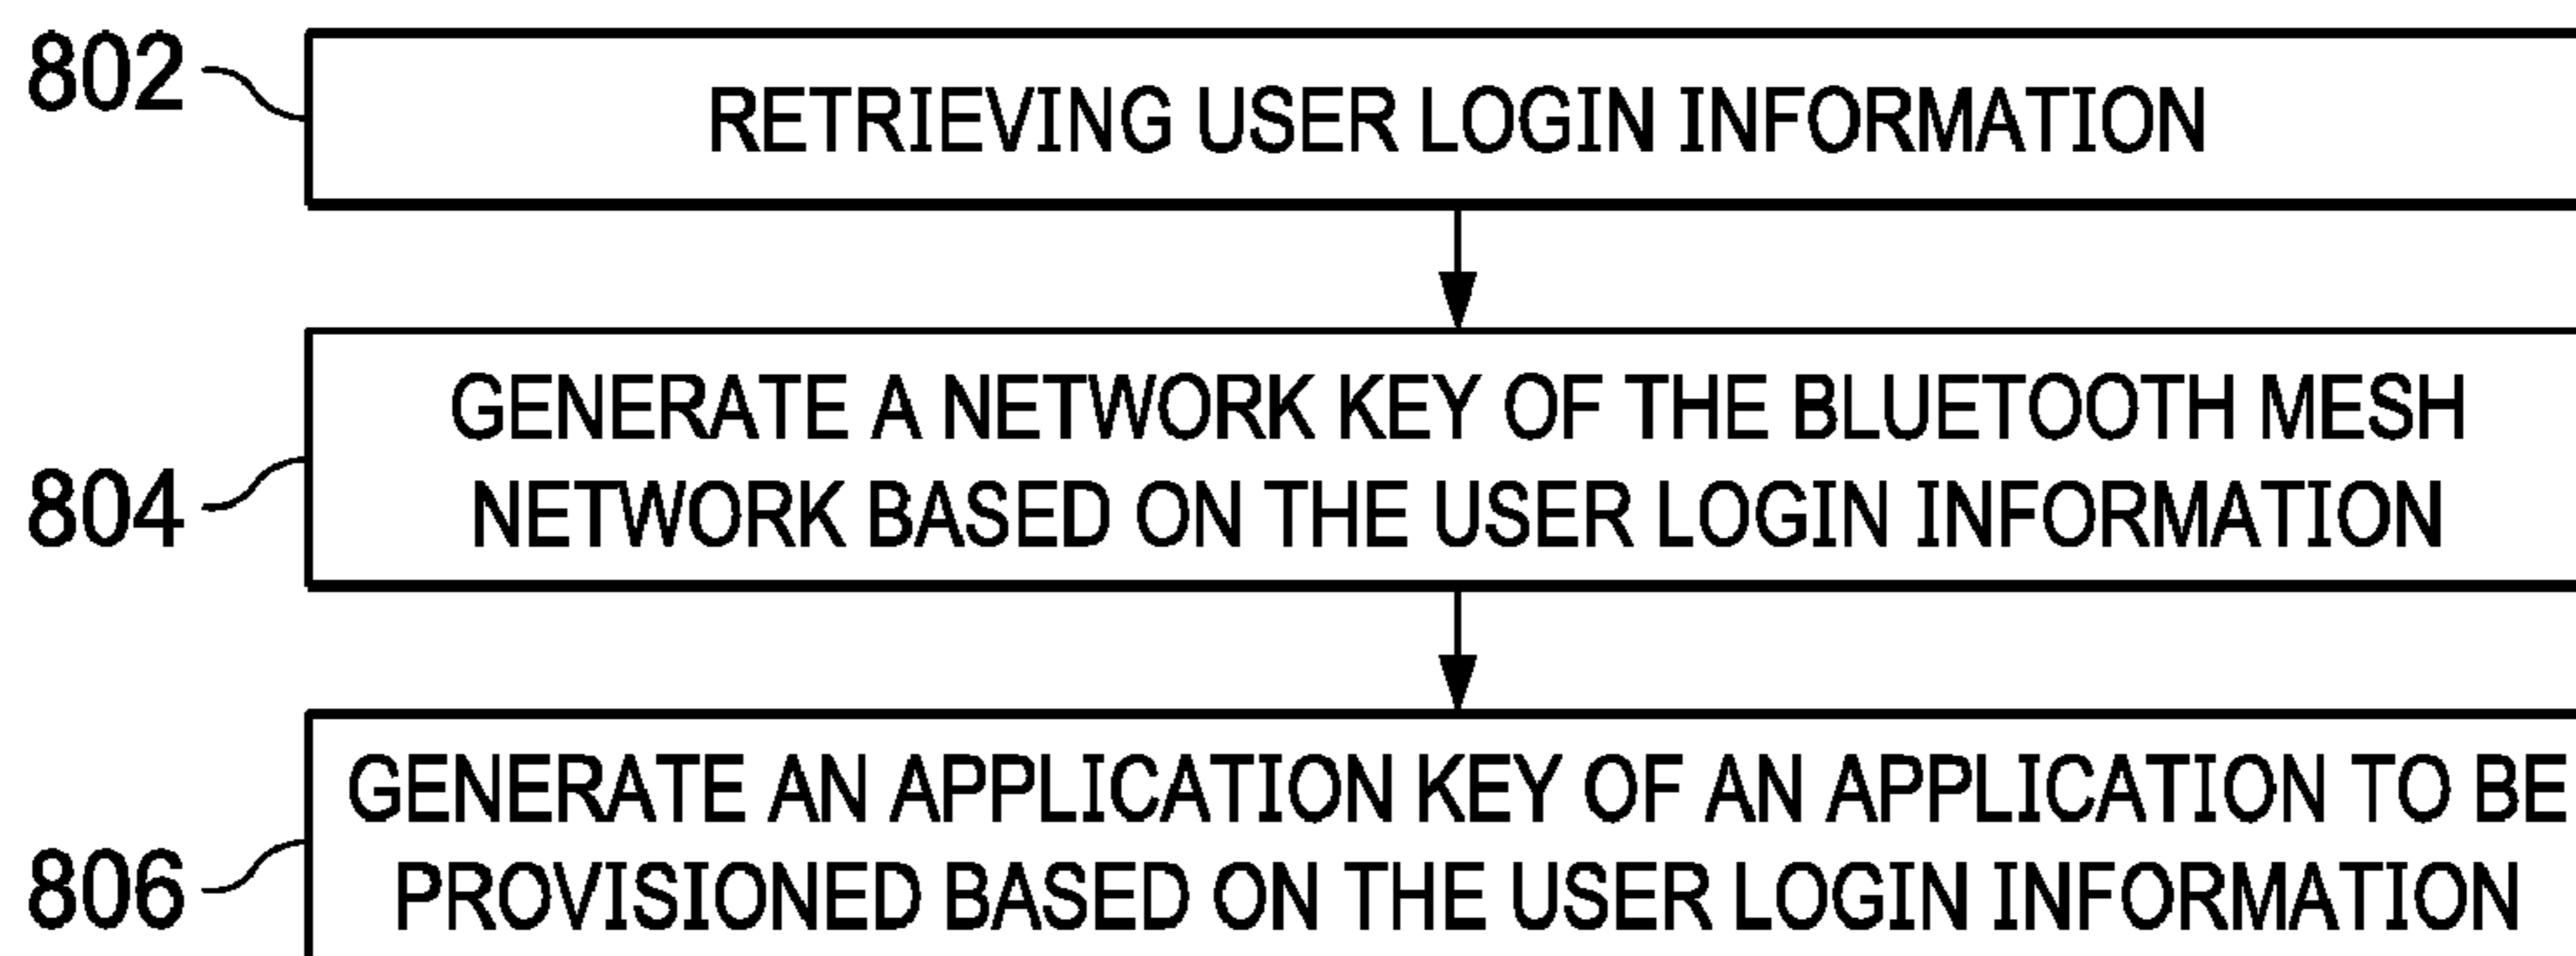 802
RETRIEVING USER LOGIN INFORMATION
804
GENERATE A NETWORK KEY OF THE BLUETOOTH MESH
NETWORK BASED ON THE USER LOGIN INFORMATION
806
GENERATE AN APPLICATION KEY OF AN APPLICATION TO BE
PROVISIONED BASED ON THE USER LOGIN INFORMATION